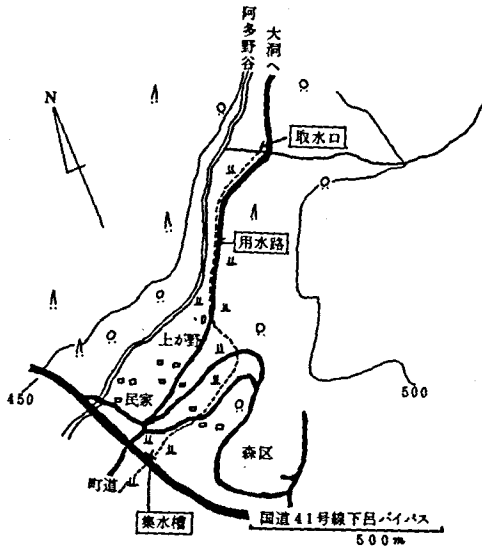 阿多野谷
大洞へ
N
取水口
用水路
上が野
民家
450
500
森区
町道
集水槽
国道41号線下呂バイパス
500m